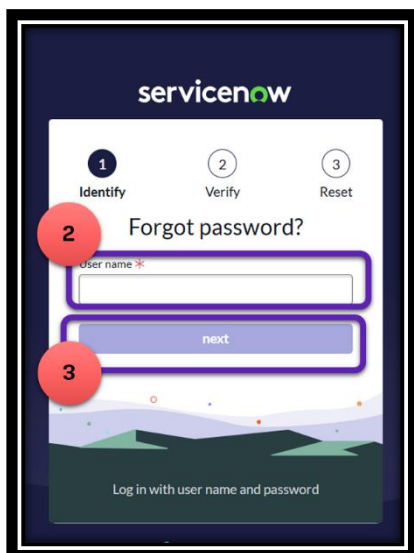 servicenow
1 2 3
Identify Verify Reset
Forgot password?
2
User name *
next
3
Log in with user name and password